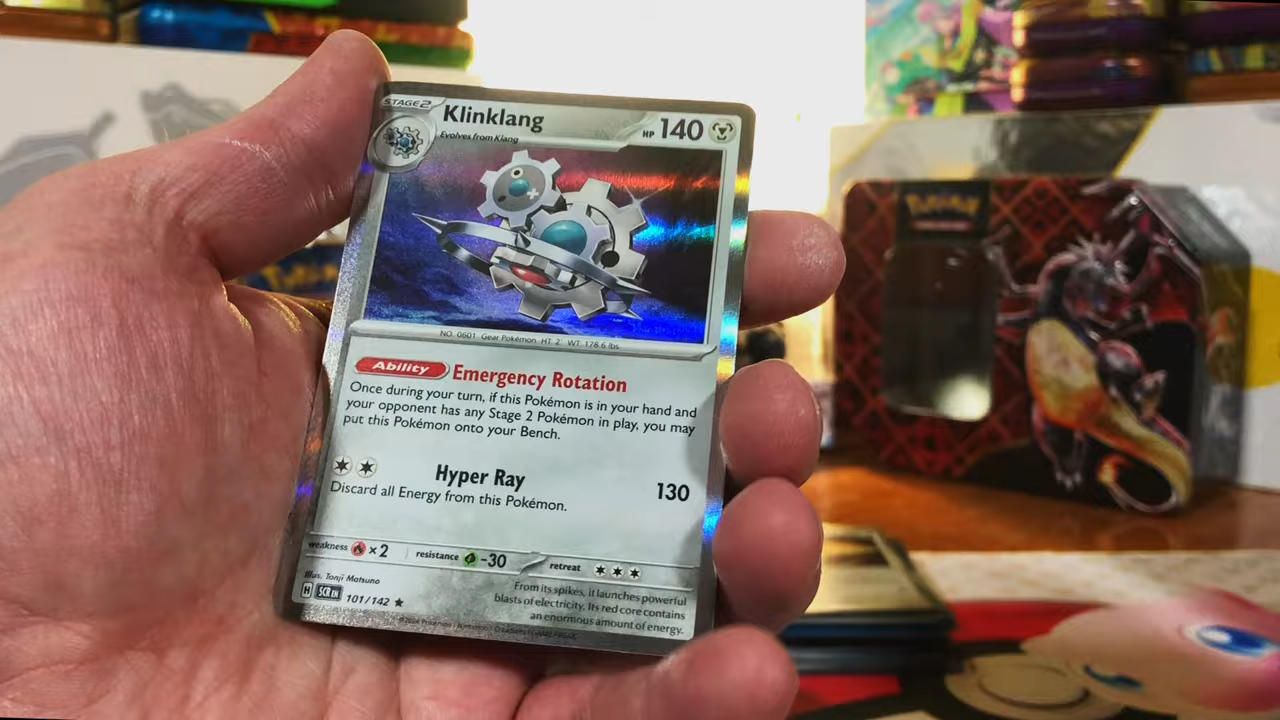 STAGE 2
Klinklang
HP 140
Evolves from Klang
NO. 0601 Gear Pokémon HT. 2' WT. 178.6 lbs
Ability Emergency Rotation
Once during your turn, if this Pokémon is in your hand and
your opponent has any Stage 2 Pokémon in play, you may
put this Pokémon onto your Bench.
Hyper Ray 130
Discard all Energy from this Pokémon.
weakness ×2 resistance -30 retreat
Illus. Tonji Matsuno
H SCR EN 101/142
From its spikes, it launches powerful
blasts of electricity. Its red core contains
an enormous amount of energy.
Pokémon